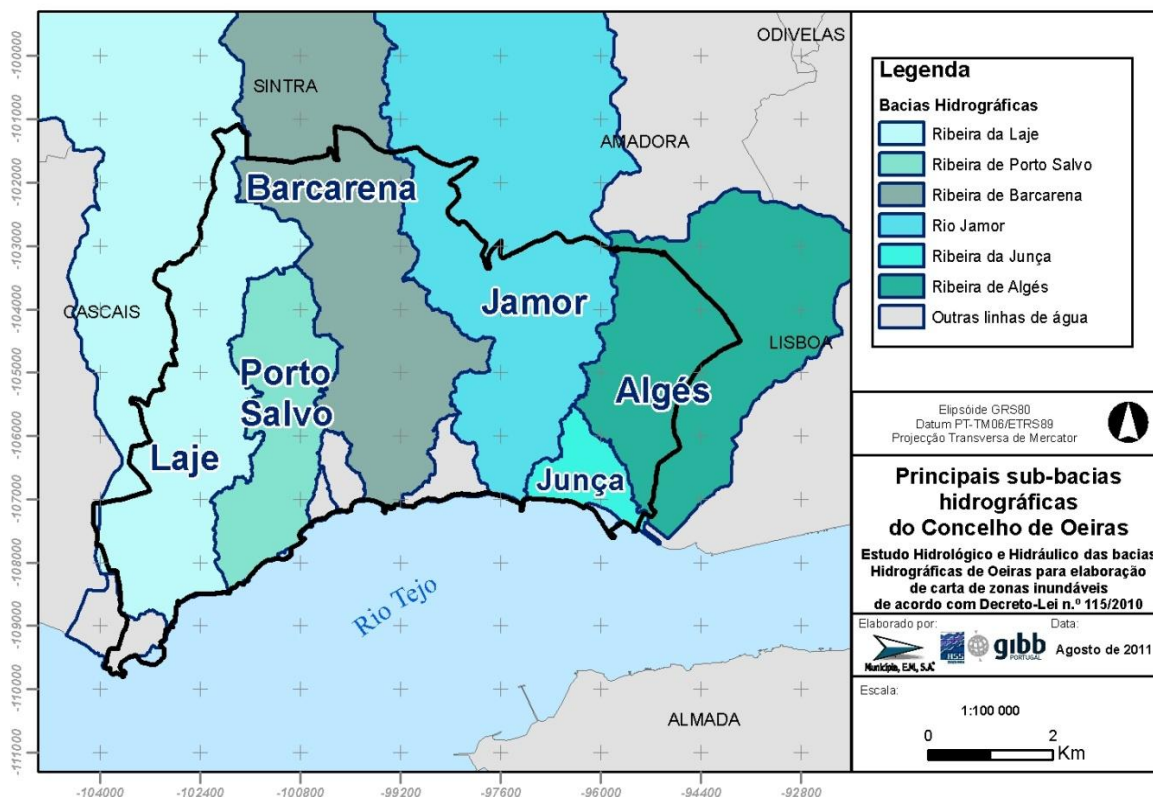 -100000
-101000
-102000
-103000
-104000
-105000
-106000
-107000
-108000
-109000
-110000
-111000
ODIVELAS
SINTRA
AMADORA
Barcarena
CASCAIS
Jamor
LISBOA
Porto
Salvo
Algés
Laje
Junça
Rio Tejo
ALMADA
-104000
-102400
-100800
-99200
-97600
-96000
-94400
-92800
Legenda
Bacias Hidrográficas
Ribeira da Laje
Ribeira de Porto Salvo
Ribeira de Barcarena
Rio Jamor
Ribeira da Junça
Ribeira de Algés
Outras linhas de água
Elipsóide GRS80
Datum PT-TM06/ETRS89
Projecção Transversa de Mercator
Principais sub-bacias
hidrográficas
do Concelho de Oeiras
Estudo Hidrológico e Hidráulico das bacias
Hidrográficas de Oeiras para elaboração
de carta de zonas inundáveis
de acordo com Decreto-Lei n.º 115/2010
Elaborado por:
Data:
Município, E.M., S.A.
gibb
PORTUGAL
Agosto de 2011
Escala:
1:100 000
0 2
Km